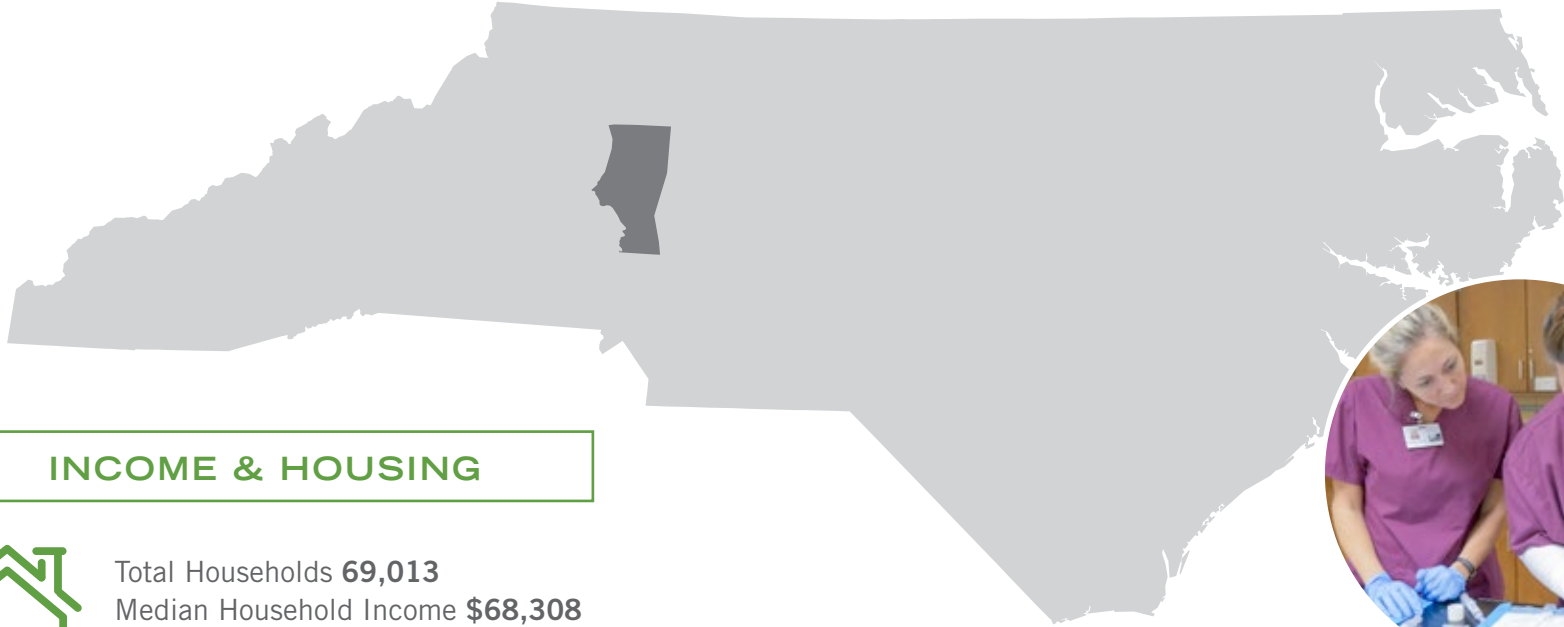 INCOME & HOUSING
Total Households 69,013
Median Household Income $68,308